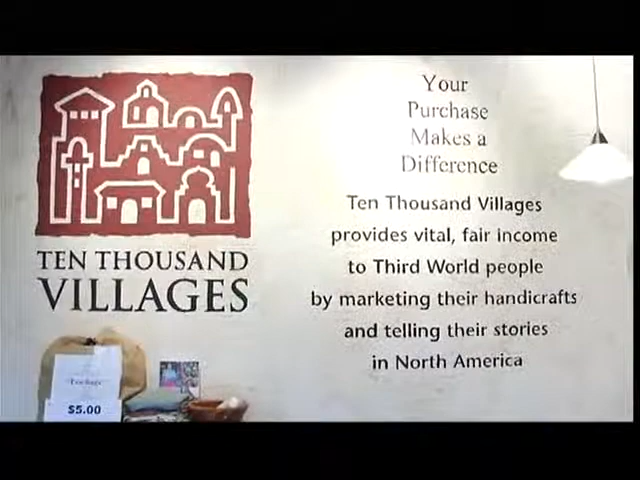 TEN THOUSAND
VILLAGES
Your
Purchase
Makes a
Difference
Ten Thousand Villages
provides vital, fair income
to Third World people
by marketing their handicrafts
and telling their stories
in North America
$5.00